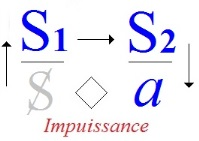 S1 → S2
$ ◇ a
Impuissance